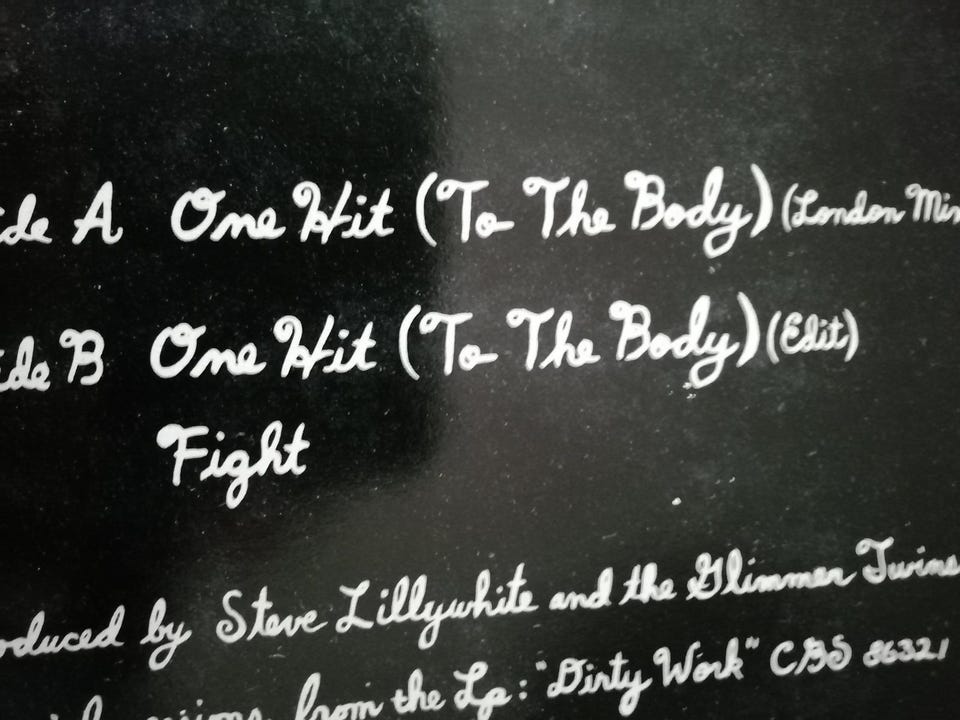 ide A One Hit (To The Body) (London Mix
ide B One Hit (To The Body) (Edit)
Fight
oduced by Steve Lillywhite and the Glimmer Twins
from the Lp: "Dirty Work" CBS 86321